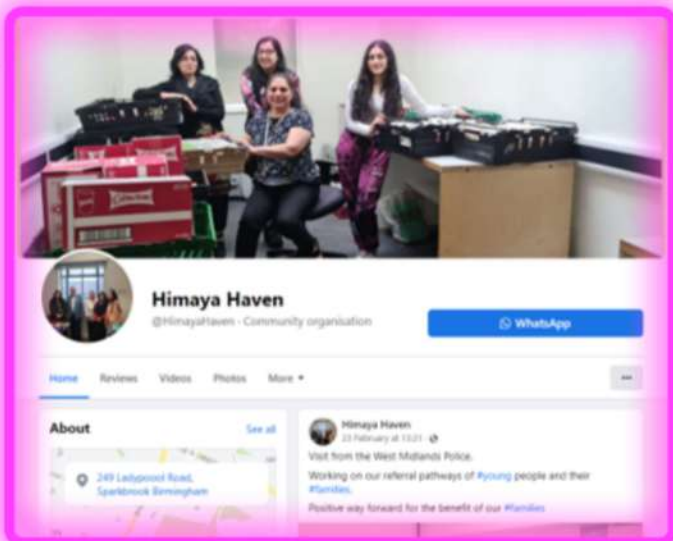 Himaya Haven
@HimayaHaven · Community organisation
WhatsApp
Home Reviews Videos Photos More
About See all
249 Ladypool Road,
Sparkbrook Birmingham
Himaya Haven
23 February at 13:21
Visit from the West Midlands Police.
Working on our referral pathways of #young people and their
#families.
Positive way forward for the benefit of our #families